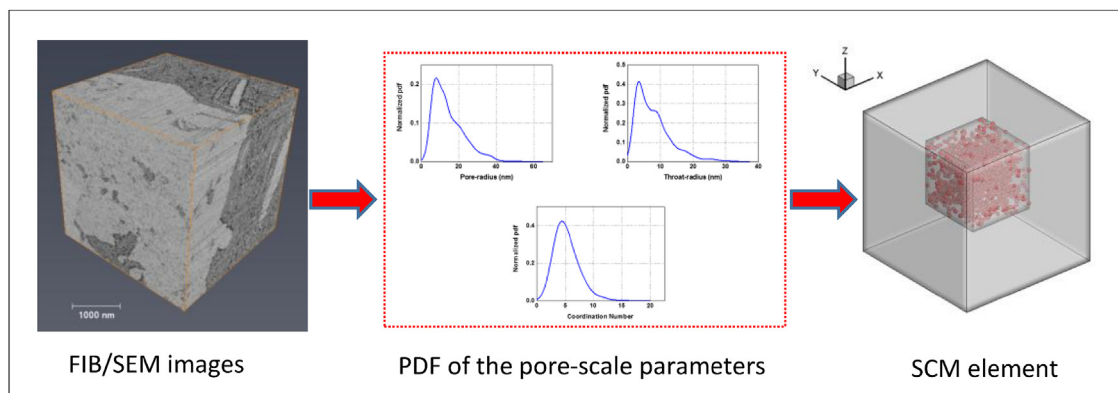 1000 nm
FIB/SEM images
Normalized pdf
0.2
0.1
0.0
0
20
40
60
Pore-radius (nm)
Normalized pdf
0.5
0.4
0.3
0.2
0.1
0.0
0
10
20
30
40
Throat-radius (nm)
Normalized pdf
0.4
0.2
0.0
0
5
10
15
20
Coordination Number
PDF of the pore-scale parameters
Z
Y
X
SCM element